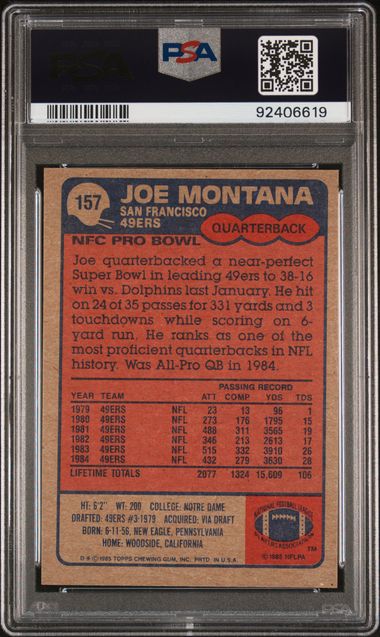 PSA
PSA
92406619
157
JOE MONTANA
SAN FRANCISCO
49ERS
QUARTERBACK
NFC PRO BOWL
Joe quarterbacked a near-perfect
Super Bowl in leading 49ers to 38-16
win vs. Dolphins last January. He hit
on 24 of 35 passes for 331 yards and 3
touchdowns while scoring on 6-
yard run. He ranks as one of the
most proficient quarterbacks in NFL
history. Was All-Pro QB in 1984.
PASSING RECORD
YEAR TEAM ATT COMP YDS TDS
1979 49ERS NFL 23 13 96 1
1980 49ERS NFL 273 176 1795 15
1981 49ERS NFL 488 311 3565 19
1982 49ERS NFL 346 213 2613 17
1983 49ERS NFL 515 332 3910 26
1984 49ERS NFL 432 279 3630 28
LIFETIME TOTALS 2077 1324 15,609 106
HT: 6'2" WT: 200 COLLEGE: NOTRE DAME
DRAFTED: 49ERS #3-1979 ACQUIRED: VIA DRAFT
BORN: 6-11-56, NEW EAGLE, PENNSYLVANIA
HOME: WOODSIDE, CALIFORNIA
© 1985 TOPPS CHEWING GUM, INC. PRTD. IN U.S.A.
NATIONAL FOOTBALL LEAGUE
PLAYERS ASSOCIATION
TM
© 1985 NFLPA